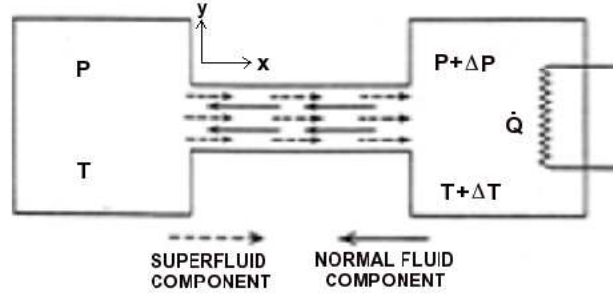 y
x
P
T
P+ΔP
Q̇
T+ΔT
SUPERFLUID
COMPONENT
NORMAL FLUID
COMPONENT